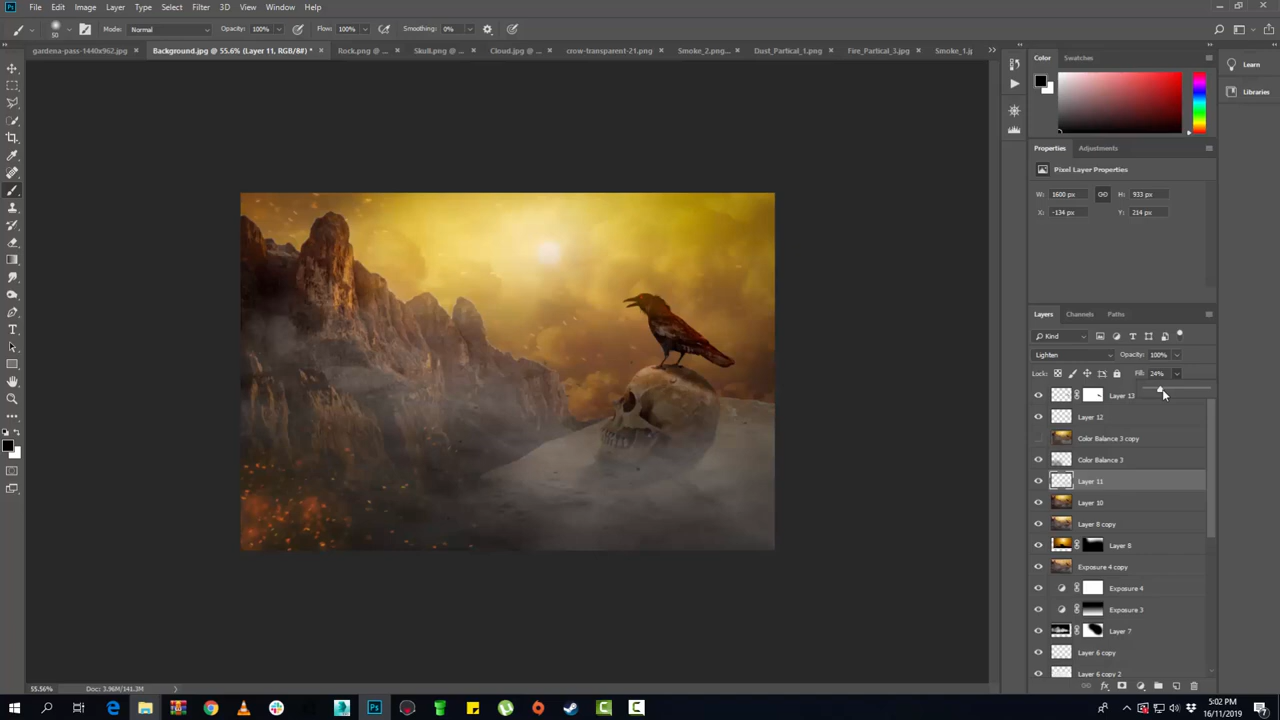 File Edit Image Layer Type Select Filter 3D View Window Help
50 Mode: Normal Opacity: 100% Flow: 100% Smoothing: 0%
gardena-pass-1440x962.jpg × Background.jpg @ 55.6% (Layer 11, RGB/8#) * × Rock.png @ ... × Skull.png @ ... × Cloud.jpg @ ... × crow-transparent-21.png × Smoke_2.png... × Dust_Partical_1.png × Fire_Partical_3.jpg × Smoke_1.j
Color Swatches
Learn
Libraries
Properties Adjustments
Pixel Layer Properties
W: 1600 px H: 933 px
X: -134 px Y: 214 px
Layers Channels Paths
Kind
Lighten Opacity: 100%
Lock: Fill: 24%
Layer 13
Layer 12
Color Balance 3 copy
Color Balance 3
Layer 11
Layer 10
Layer 8 copy
Layer 8
Exposure 4 copy
Exposure 4
Exposure 3
Layer 7
Layer 6 copy
Layer 6 copy 2
55.56% Doc: 3.96M/141.3M
5:02 PM
16/11/2019